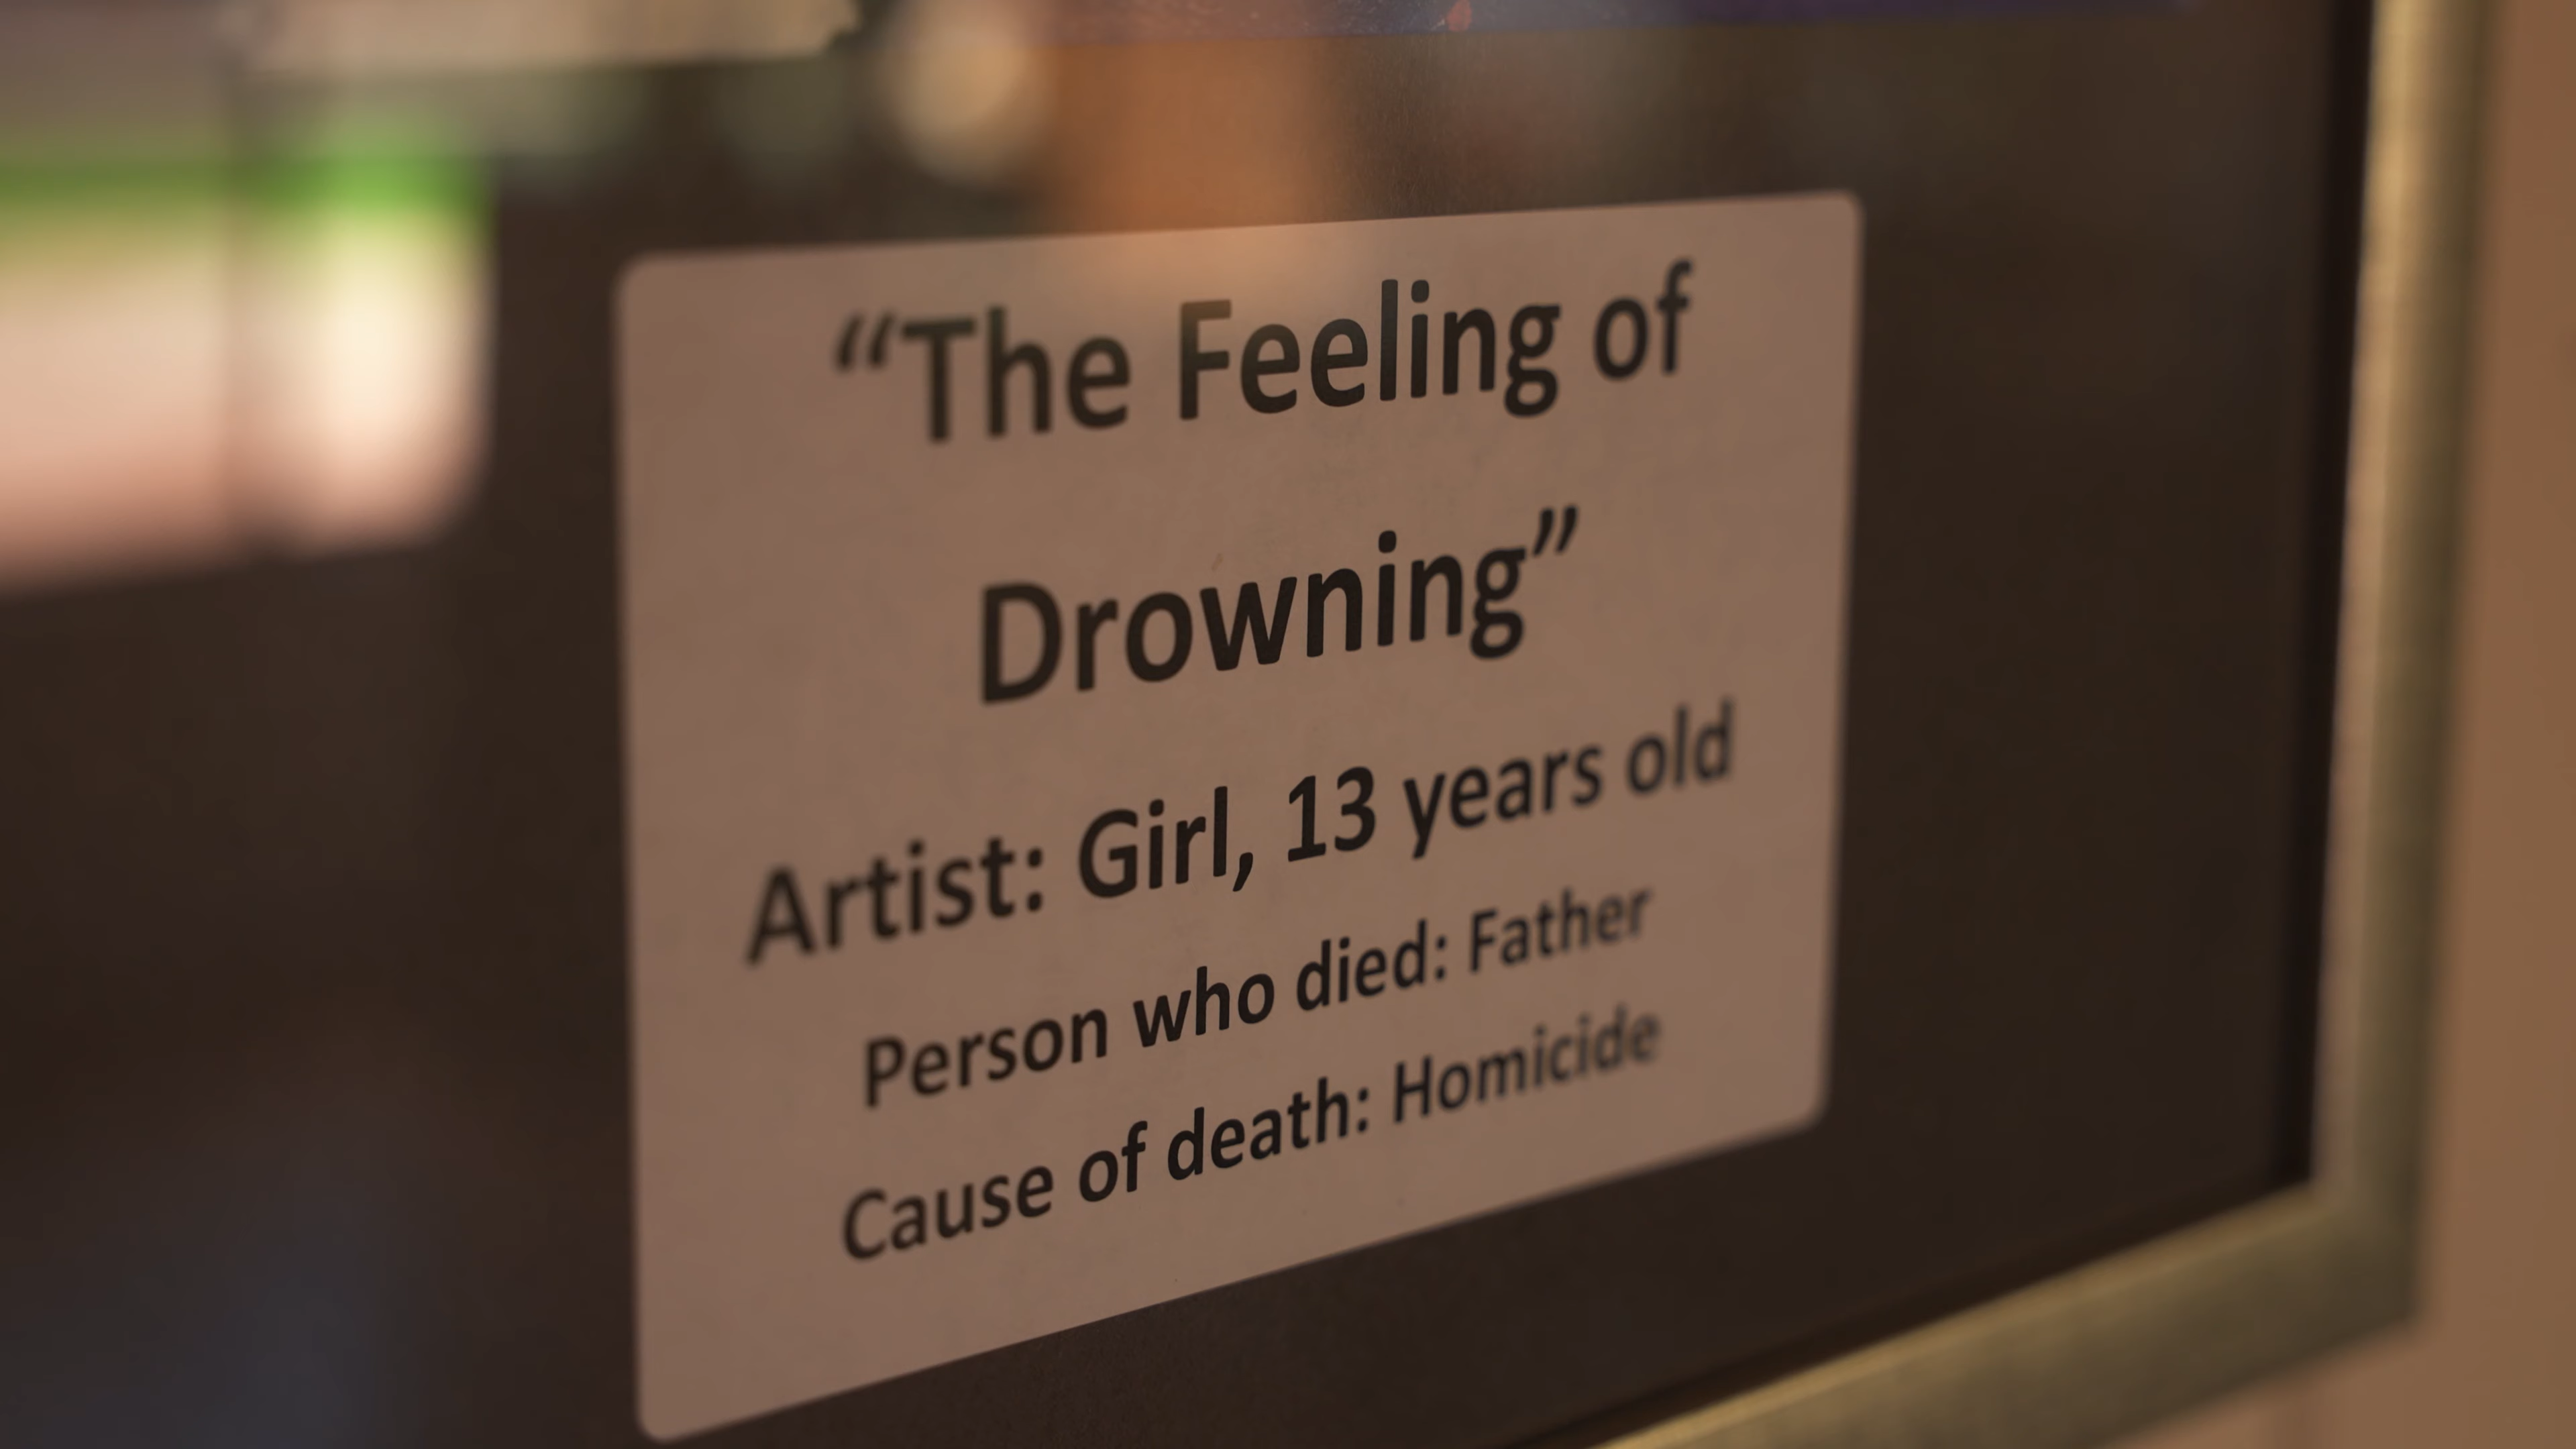 “The Feeling of
Drowning”
Artist: Girl, 13 years old
Person who died: Father
Cause of death: Homicide